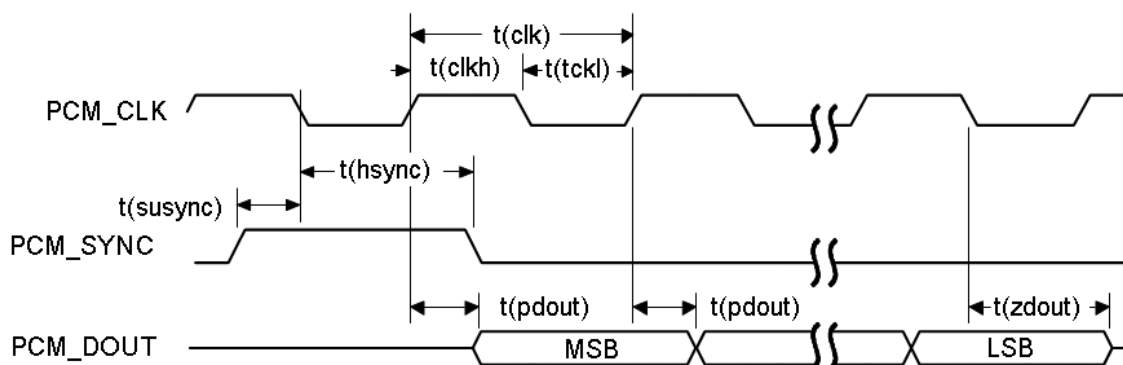 t(clk)
t(clkh) t(tckl)
PCM_CLK
t(hsync)
t(susync)
PCM_SYNC
t(pdout) t(pdout) t(zdout)
PCM_DOUT MSB LSB